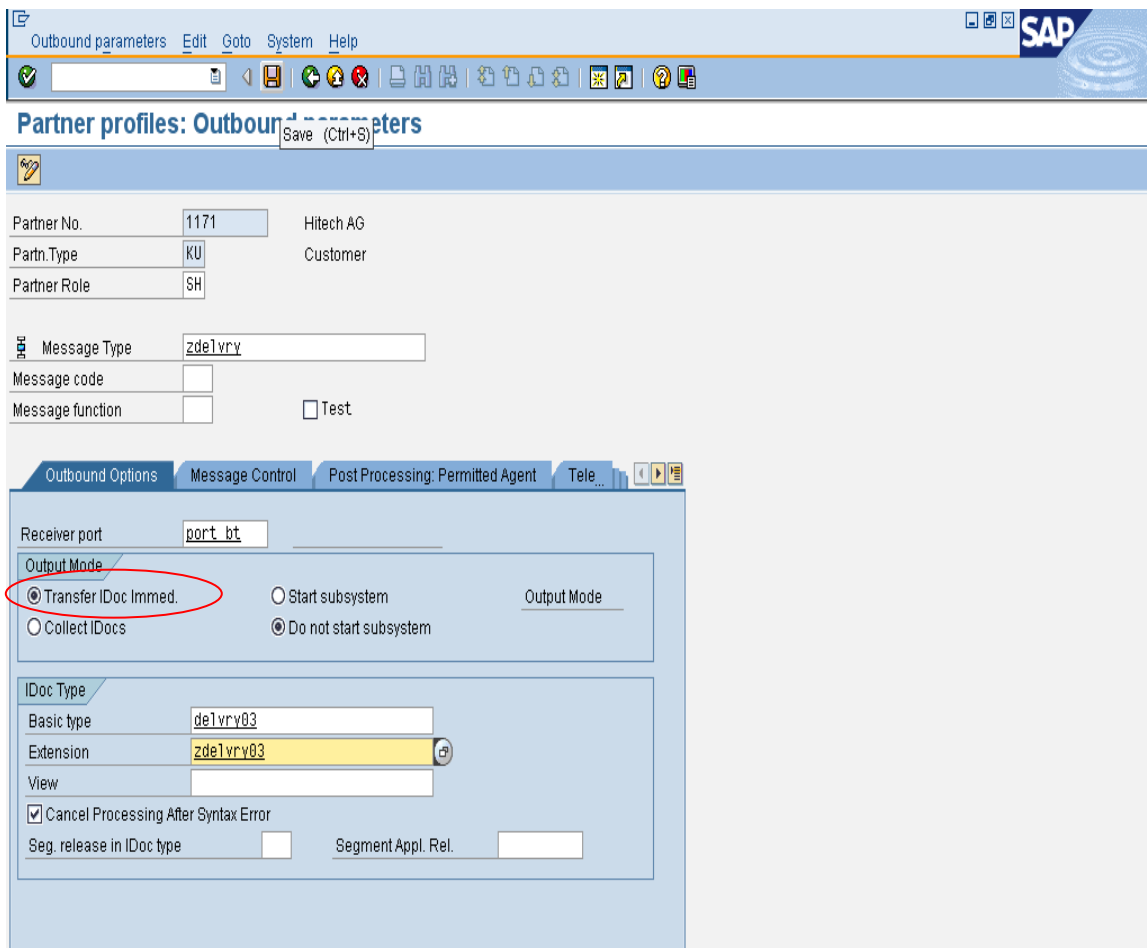 Outbound parameters Edit Goto System Help
SAP
Partner profiles: Outbound parameters
Save (Ctrl+S)
Partner No. 1171 Hitech AG
Partn.Type KU Customer
Partner Role SH
Message Type zdelvry
Message code
Message function Test
Outbound Options Message Control Post Processing: Permitted Agent Tele...
Receiver port port_bt
Output Mode
Transfer IDoc Immed. Start subsystem Output Mode
Collect IDocs Do not start subsystem
IDoc Type
Basic type delvry03
Extension zdelvry03
View
Cancel Processing After Syntax Error
Seg. release in IDoc type Segment Appl. Rel.